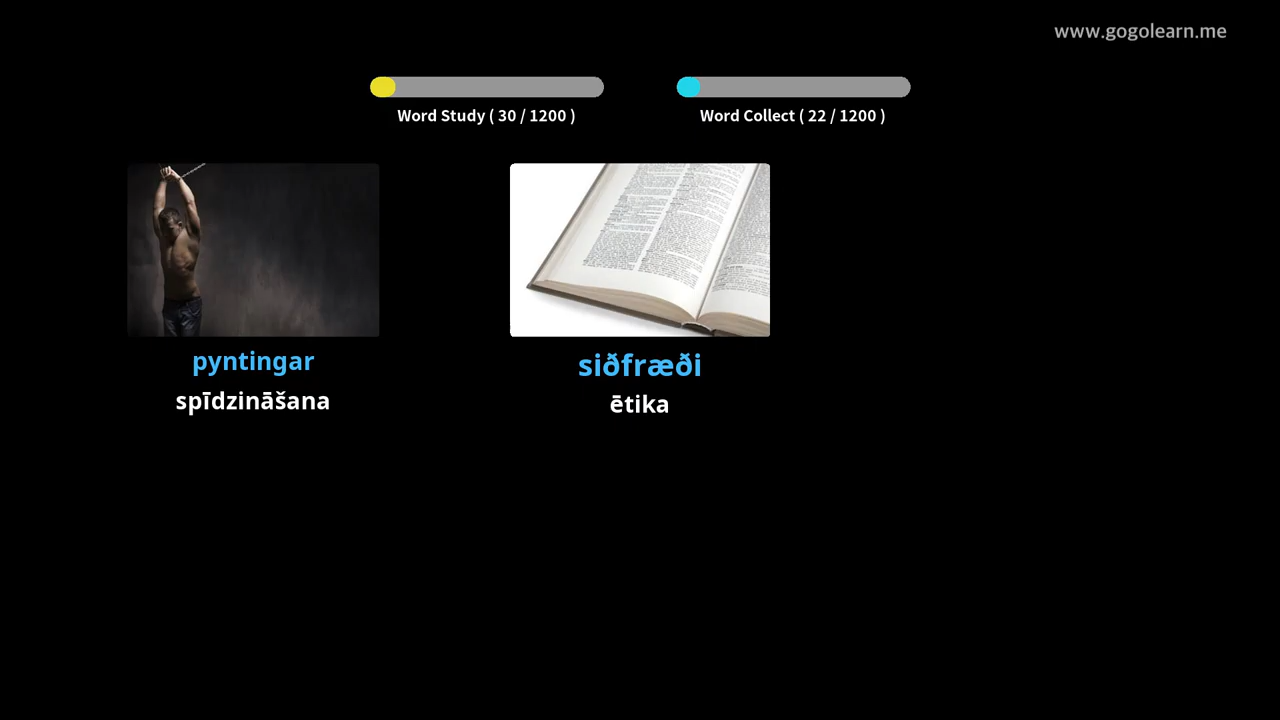 www.gogolearn.me
Word Study ( 30 / 1200 )
Word Collect ( 22 / 1200 )
pyntingar
spīdzināšana
siðfræði
ētika